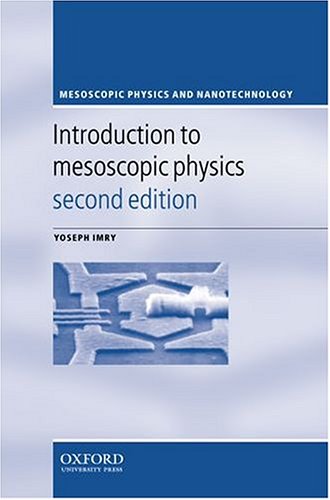 MESOSCOPIC PHYSICS AND NANOTECHNOLOGY
Introduction to
mesoscopic physics
second edition
YOSEPH IMRY
OXFORD
UNIVERSITY PRESS